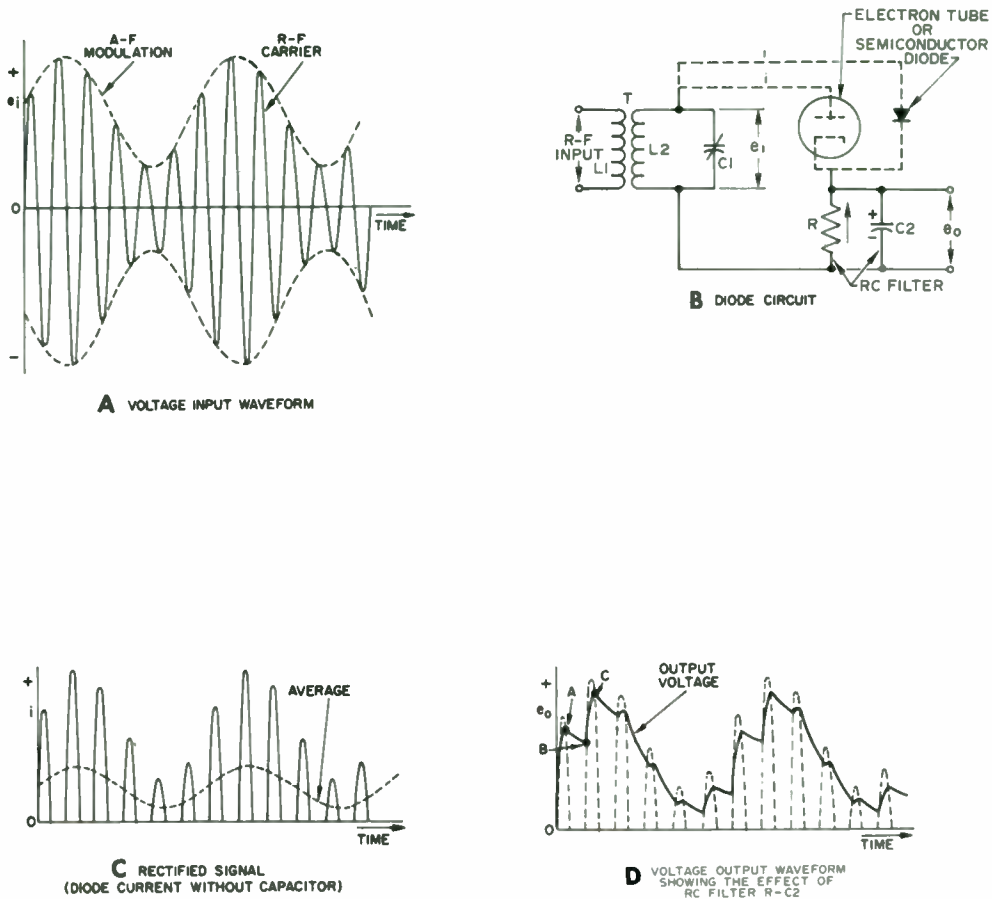 A-F
MODULATION
R-F
CARRIER
+
ei
0
TIME
–
A VOLTAGE INPUT WAVEFORM
ELECTRON TUBE
OR
SEMICONDUCTOR
DIODE
i
T
R-F
INPUT
L1
L2
C1
e1
R
+
–
C2
eo
RC FILTER
B DIODE CIRCUIT
+
i
AVERAGE
0
TIME
C RECTIFIED SIGNAL
(DIODE CURRENT WITHOUT CAPACITOR)
+
eo
A
B
C
OUTPUT
VOLTAGE
0
TIME
D VOLTAGE OUTPUT WAVEFORM
SHOWING THE EFFECT OF
RC FILTER R-C2